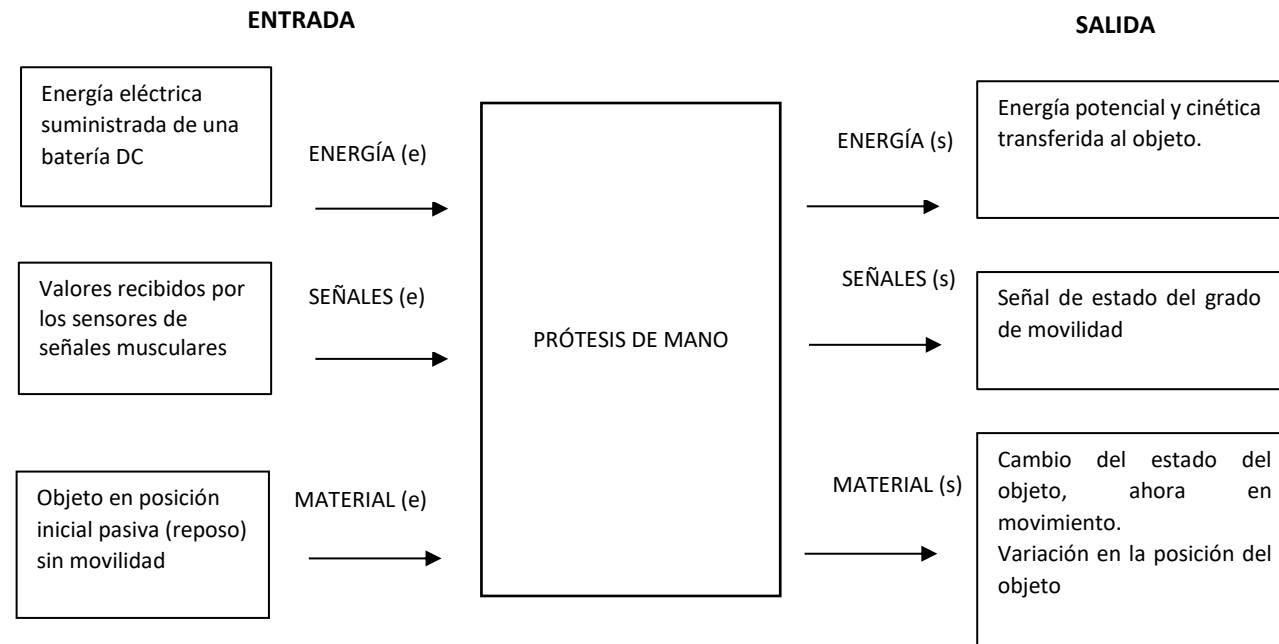 ENTRADA
SALIDA
Energía eléctrica
suministrada de una
batería DC
ENERGÍA (e)
ENERGÍA (s)
Energía potencial y cinética
transferida al objeto.
Valores recibidos por
los sensores de
señales musculares
SEÑALES (e)
PRÓTESIS DE MANO
SEÑALES (s)
Señal de estado del grado
de movilidad
Objeto en posición
inicial pasiva (reposo)
sin movilidad
MATERIAL (e)
MATERIAL (s)
Cambio del estado del
objeto, ahora en
movimiento.
Variación en la posición del
objeto